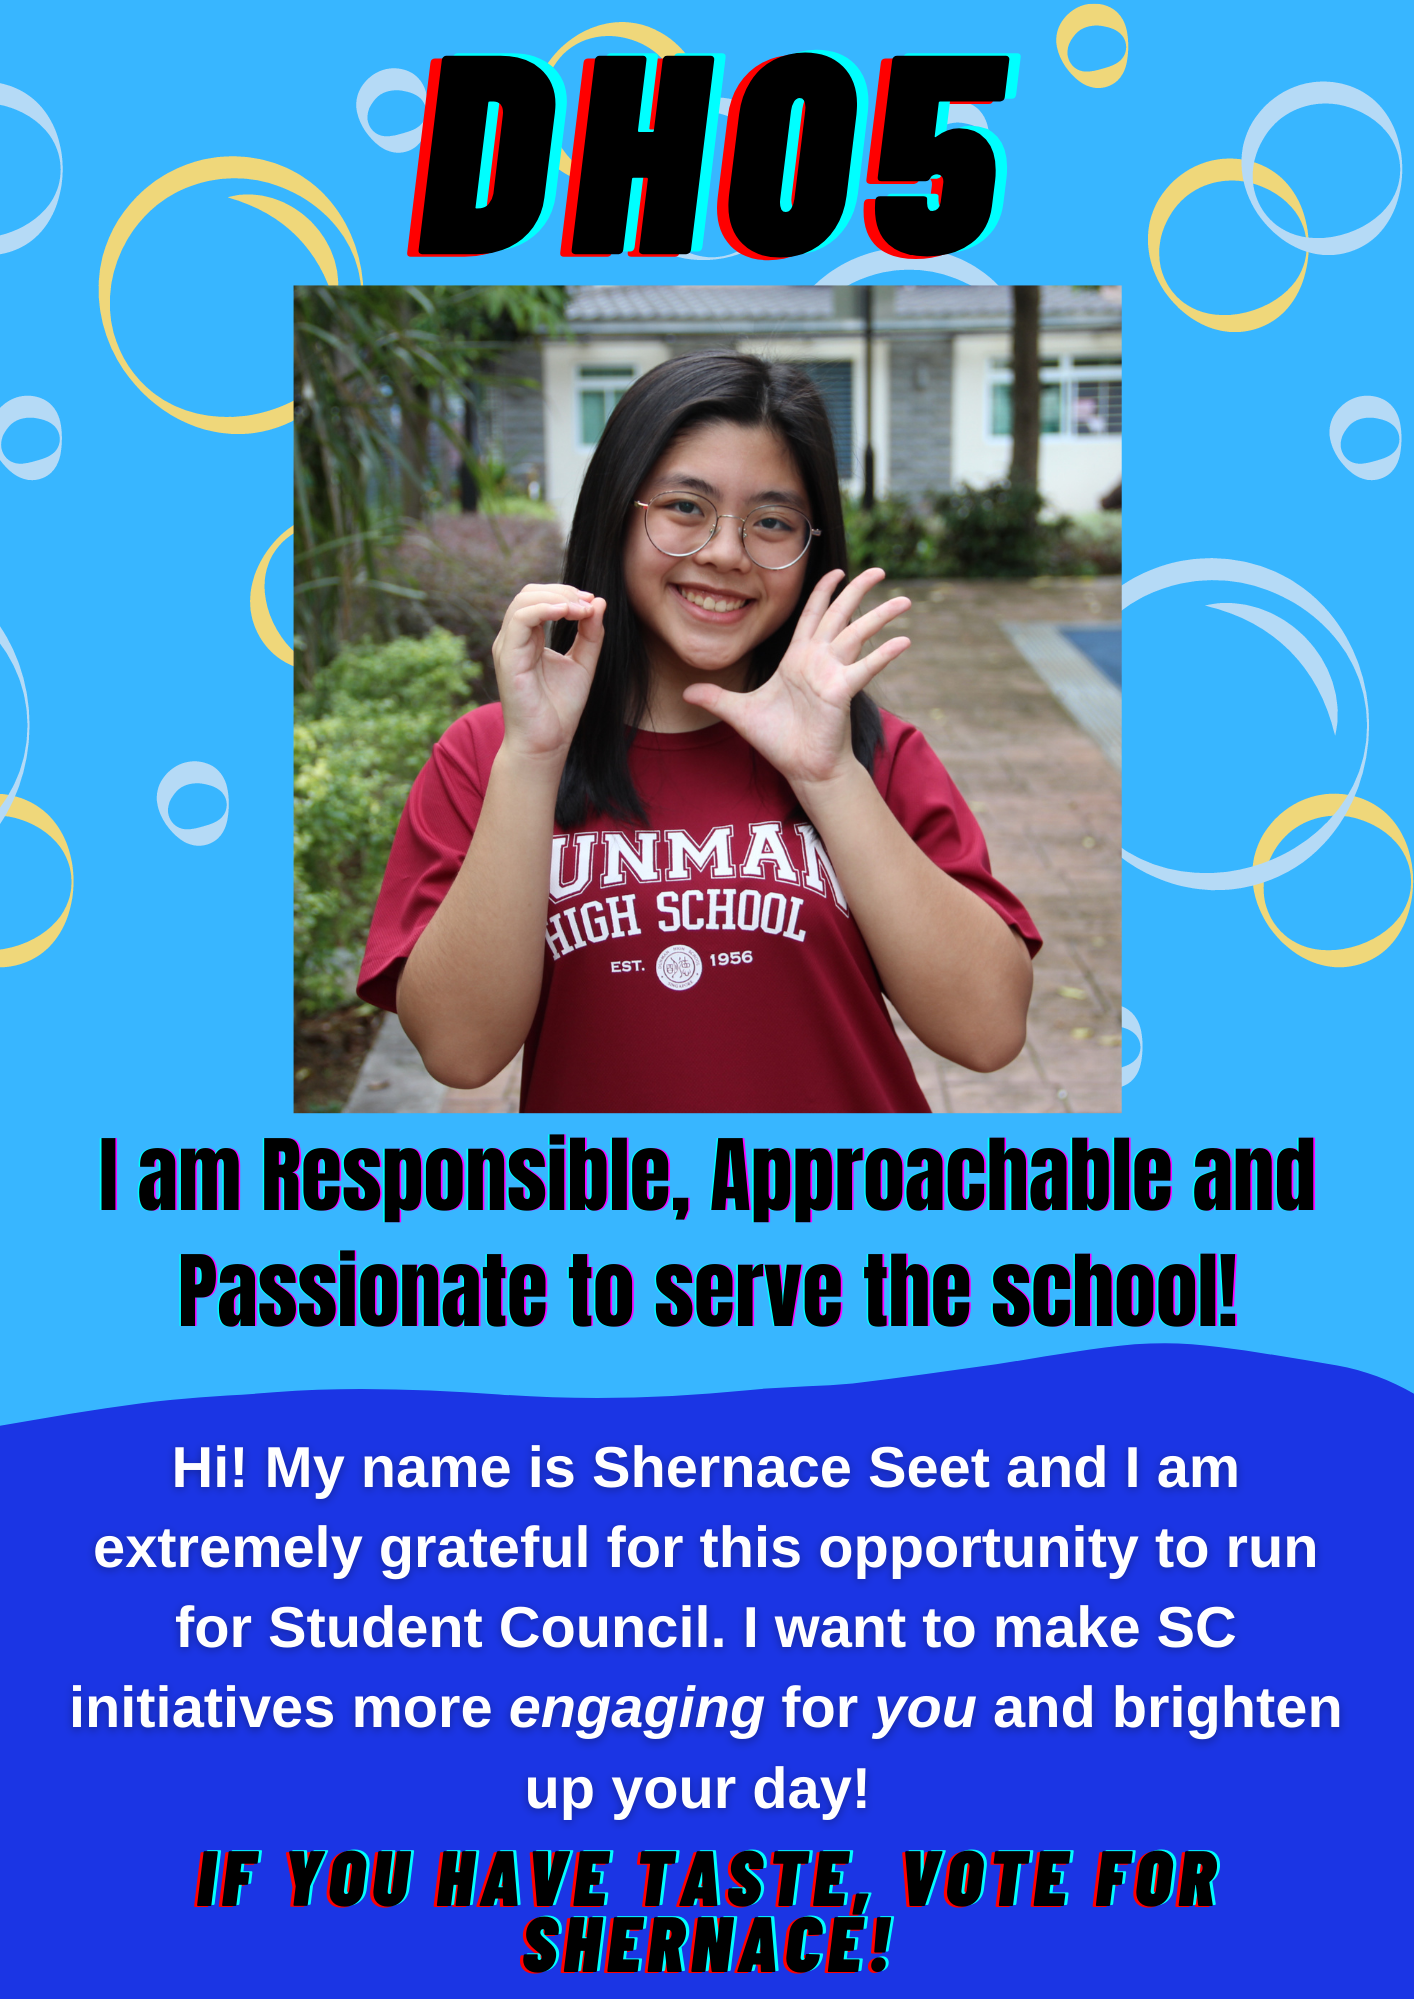 DH05
UNMAN
HIGH SCHOOL
EST. 1956
I am Responsible, Approachable and
Passionate to serve the school!
Hi! My name is Shernace Seet and I am
extremely grateful for this opportunity to run
for Student Council. I want to make SC
initiatives more engaging for you and brighten
up your day!
IF YOU HAVE TASTE, VOTE FOR
SHERNACE!